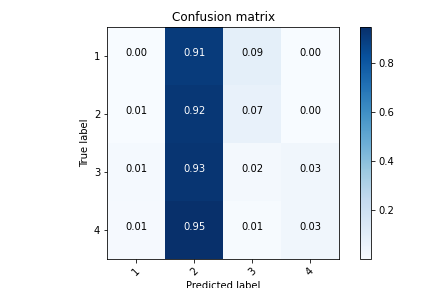 Confusion matrix
1 0.00 0.91 0.09 0.00
2 0.01 0.92 0.07 0.00
3 0.01 0.93 0.02 0.03
4 0.01 0.95 0.01 0.03
1 2 3 4
True label
Predicted label
0.8
0.6
0.4
0.2